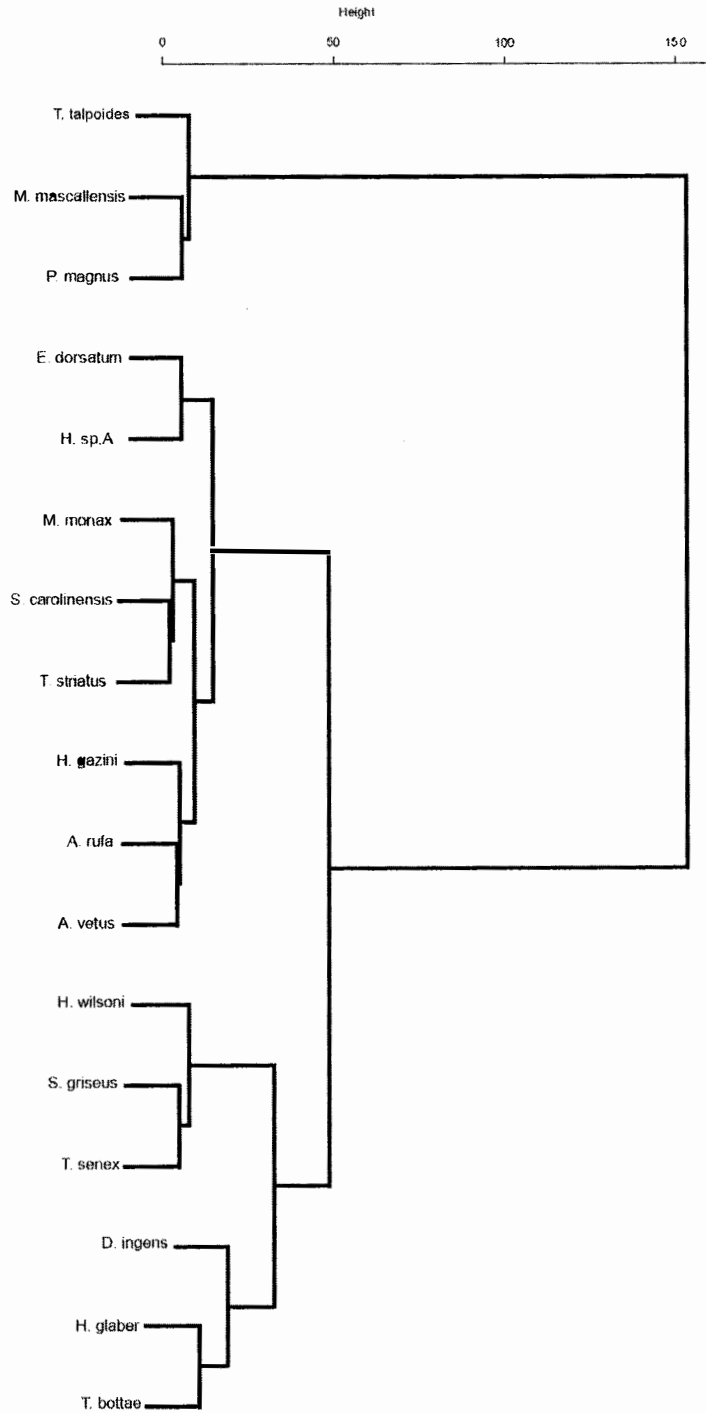 Height
0 50 100 150
T. talpoides
M. mascallensis
P. magnus
E. dorsatum
H. sp.A
M. monax
S. carolinensis
T. striatus
H. gazini
A. rufa
A. vetus
H. wilsoni
S. griseus
T. senex
D. ingens
H. glaber
T. bottae